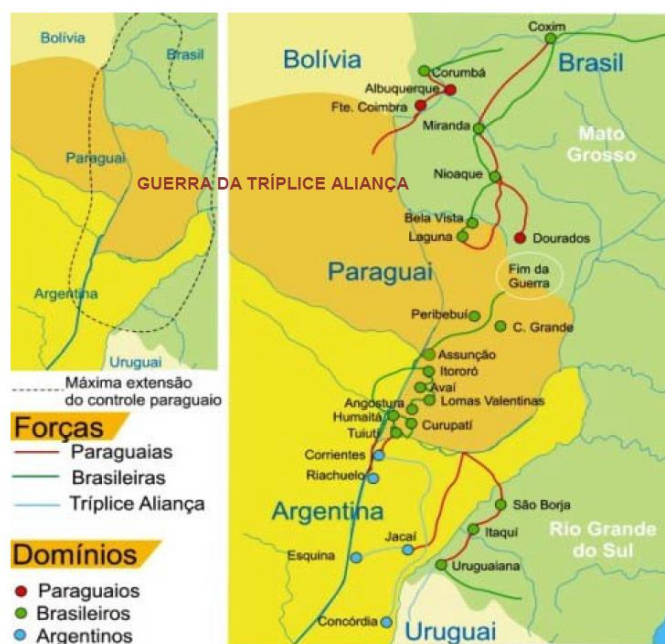 Bolívia
Brasil
Paraguai
Argentina
Uruguai
GUERRA DA TRÍPLICE ALIANÇA
Máxima extensão
do controle paraguaio
Forças
Paraguaias
Brasileiras
Tríplice Aliança
Domínios
Paraguaios
Brasileiros
Argentinos
Coxim
Bolívia
Corumbá
Brasil
Albuquerque
Fte. Coimbra
Miranda
Mato
Grosso
Nioaque
Bela Vista
Laguna
Dourados
Paraguai
Fim da
Guerra
Peribebuí
C. Grande
Assunção
Itororó
Avaí
Angostura
Lomas Valentinas
Humaitá
Curupatí
Tuiutí
Corrientes
Riachuelo
Argentina
São Borja
Jacaí
Itaquí
Rio Grande
do Sul
Esquina
Uruguaiana
Concórdia
Uruguai